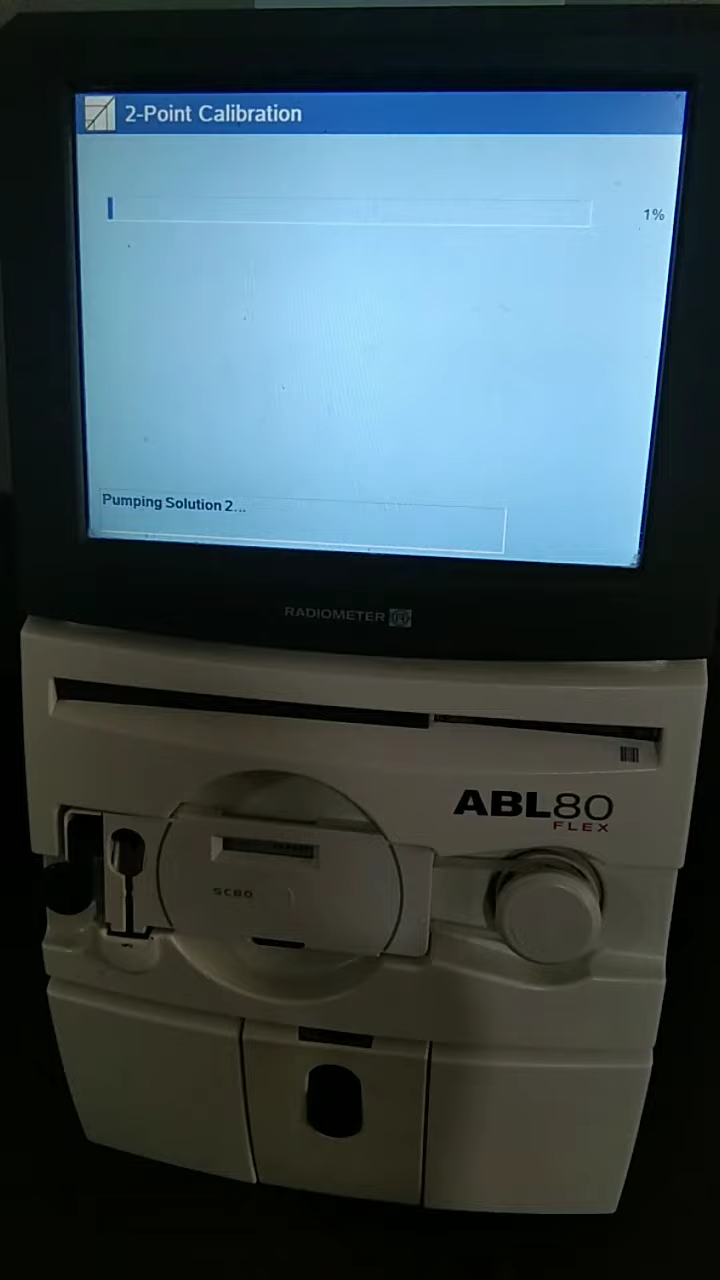 2-Point Calibration
1%
Pumping Solution 2...
RADIOMETER
ABL80
FLEX
SC80